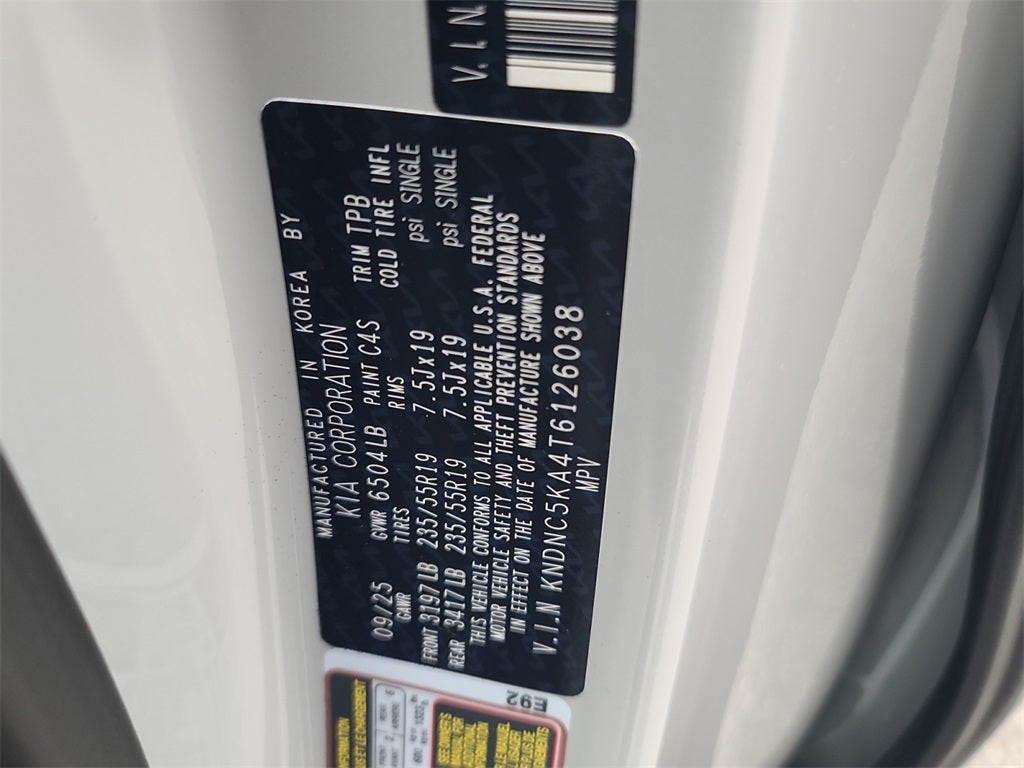 V. I. N
MANUFACTURED IN KOREA BY
KIA CORPORATION
09/25 GVWR 6504LB PAINT C4S TRIM TPB
GAWR TIRES RIMS COLD TIRE INFL
FRONT 3197LB 235/55R19 7.5Jx19 psi SINGLE
REAR 3417LB 235/55R19 7.5Jx19 psi SINGLE
THIS VEHICLE CONFORMS TO ALL APPLICABLE U.S.A. FEDERAL
MOTOR VEHICLE SAFETY AND THEFT PREVENTION STANDARDS
IN EFFECT ON THE DATE OF MANUFACTURE SHOWN ABOVE
V.I.N KNDNC5KA4T6126038
MPV